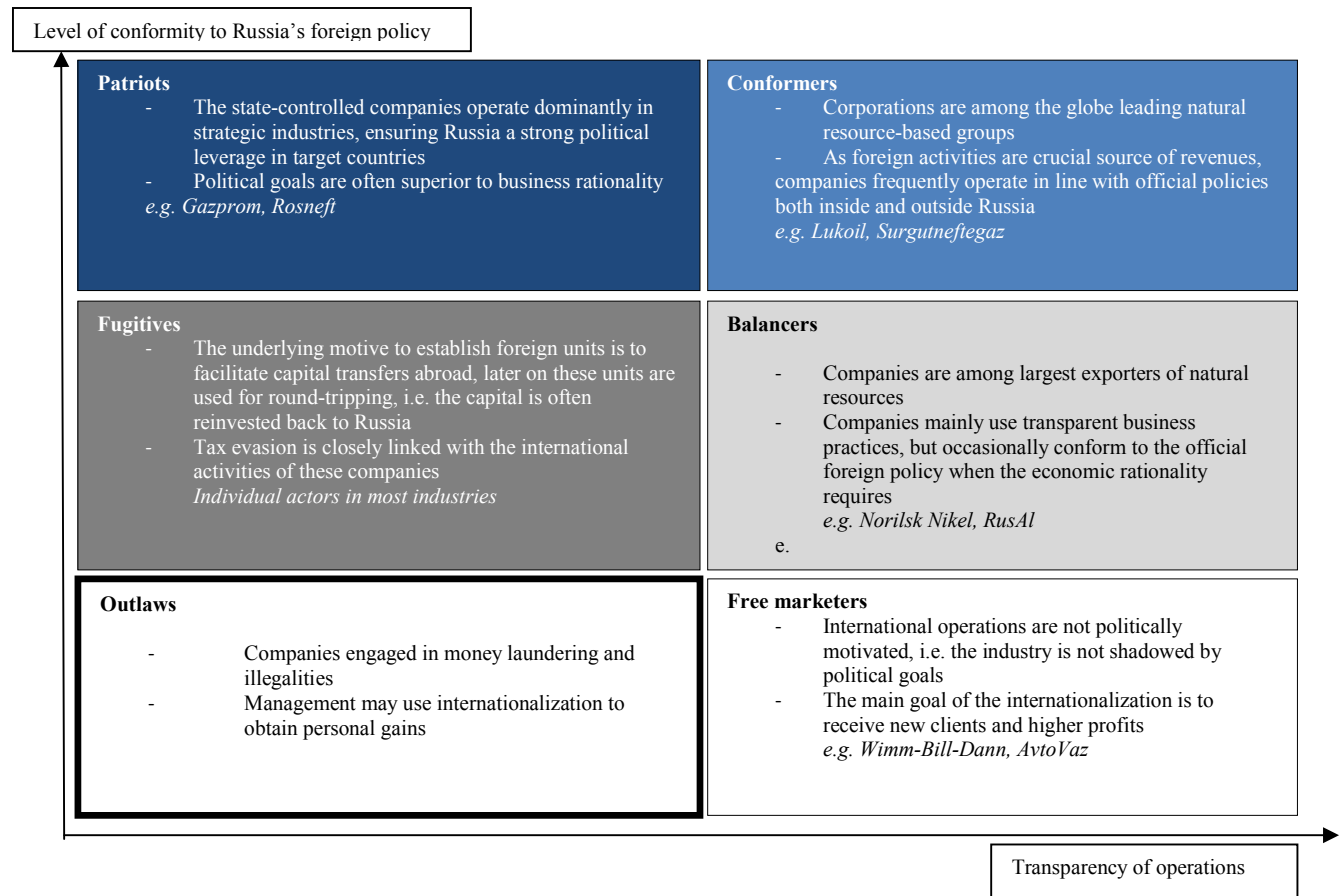 Level of conformity to Russia's foreign policy
Patriots
- The state-controlled companies operate dominantly in
strategic industries, ensuring Russia a strong political
leverage in target countries
- Political goals are often superior to business rationality
e.g. Gazprom, Rosneft
Conformers
- Corporations are among the globe leading natural
resource-based groups
- As foreign activities are crucial source of revenues,
companies frequently operate in line with official policies
both inside and outside Russia
e.g. Lukoil, Surgutneftegaz
Fugitives
- The underlying motive to establish foreign units is to
facilitate capital transfers abroad, later on these units are
used for round-tripping, i.e. the capital is often
reinvested back to Russia
- Tax evasion is closely linked with the international
activities of these companies
Individual actors in most industries
Balancers
- Companies are among largest exporters of natural
resources
- Companies mainly use transparent business
practices, but occasionally conform to the official
foreign policy when the economic rationality
requires
e.g. Norilsk Nikel, RusAl
e.
Outlaws
- Companies engaged in money laundering and
illegalities
- Management may use internationalization to
obtain personal gains
Free marketers
- International operations are not politically
motivated, i.e. the industry is not shadowed by
political goals
- The main goal of the internationalization is to
receive new clients and higher profits
e.g. Wimm-Bill-Dann, AvtoVaz
Transparency of operations